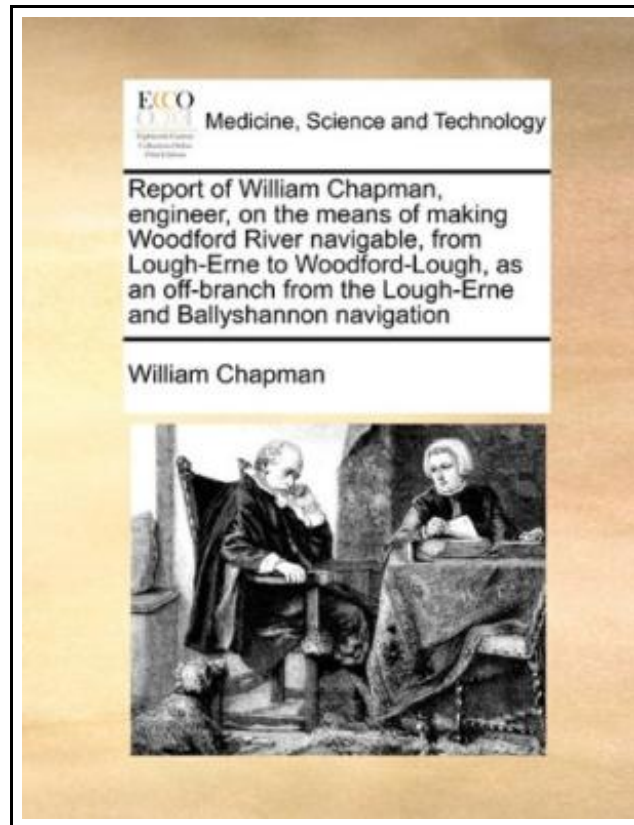 ECCO
Medicine, Science and Technology
Report of William Chapman,
engineer, on the means of making
Woodford River navigable, from
Lough-Erne to Woodford-Lough, as
an off-branch from the Lough-Erne
and Ballyshannon navigation
William Chapman